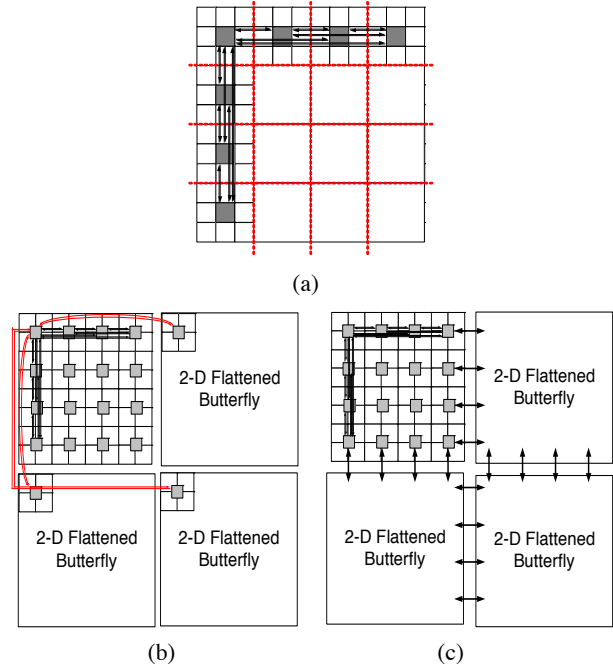 (a)
2-D Flattened
Butterfly
2-D Flattened
Butterfly
2-D Flattened
Butterfly
(b)
2-D Flattened
Butterfly
2-D Flattened
Butterfly
2-D Flattened
Butterfly
(c)